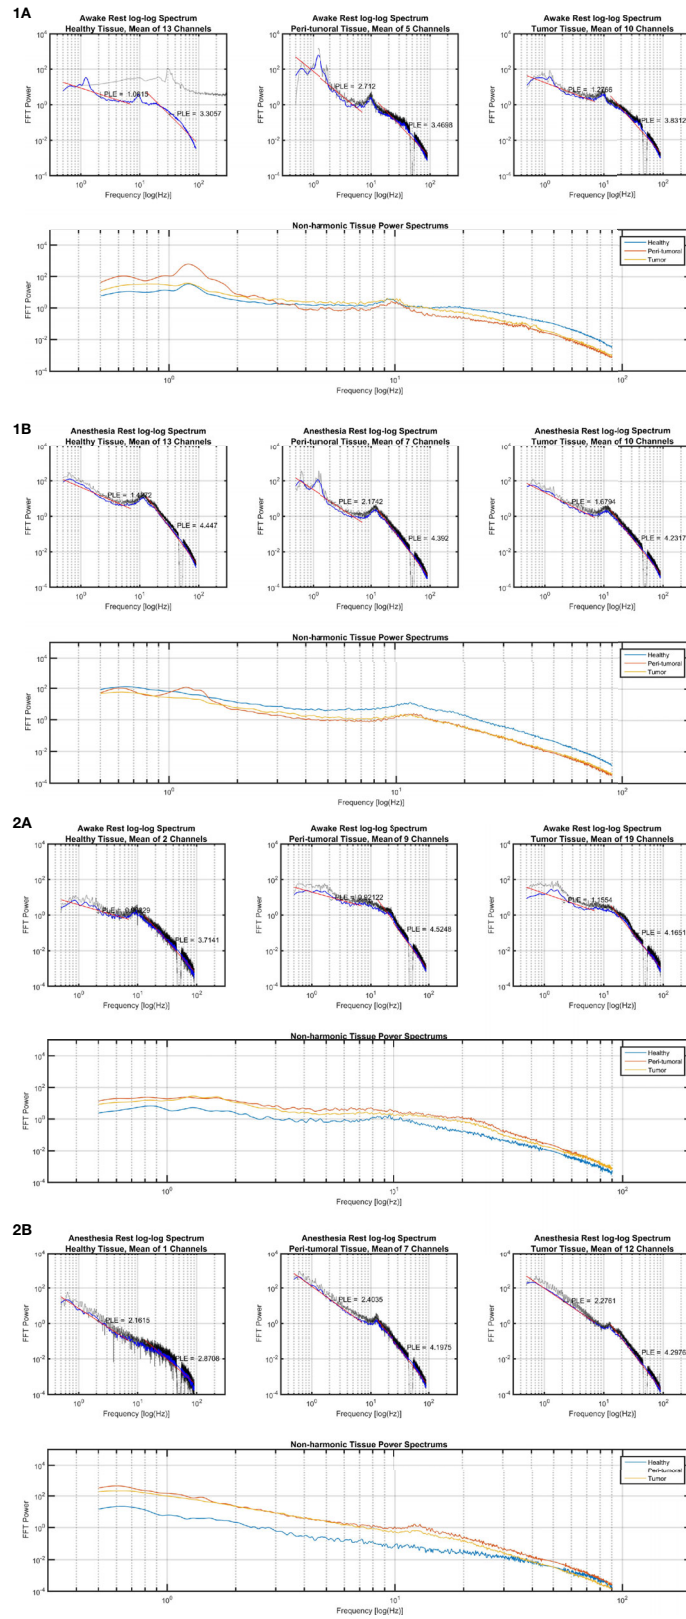 1A
Awake Rest log-log Spectrum
Healthy Tissue, Mean of 13 Channels
Awake Rest log-log Spectrum
Peri-tumoral Tissue, Mean of 5 Channels
Awake Rest log-log Spectrum
Tumor Tissue, Mean of 10 Channels
FFT Power
PLE =
PLE = 3.3057
Frequency [log(Hz)]
FFT Power
PLE = 2.712
PLE = 3.4698
Frequency [log(Hz)]
FFT Power
PLE =
PLE = 3.8312
Frequency [log(Hz)]
Non-harmonic Tissue Power Spectrums
FFT Power
Healthy
Peri-tumoral
Tumor
Frequency [log(Hz)]
1B
Anesthesia Rest log-log Spectrum
Healthy Tissue, Mean of 13 Channels
Anesthesia Rest log-log Spectrum
Peri-tumoral Tissue, Mean of 7 Channels
Anesthesia Rest log-log Spectrum
Tumor Tissue, Mean of 10 Channels
FFT Power
PLE =
PLE = 4.447
Frequency [log(Hz)]
FFT Power
PLE = 2.1742
PLE = 4.392
Frequency [log(Hz)]
FFT Power
PLE = 1.6794
PLE = 4.2317
Frequency [log(Hz)]
Non-harmonic Tissue Power Spectrums
FFT Power
Healthy
Peri-tumoral
Tumor
Frequency [log(Hz)]
2A
Awake Rest log-log Spectrum
Healthy Tissue, Mean of 2 Channels
Awake Rest log-log Spectrum
Peri-tumoral Tissue, Mean of 9 Channels
Awake Rest log-log Spectrum
Tumor Tissue, Mean of 19 Channels
FFT Power
PLE =
PLE = 3.7141
Frequency [log(Hz)]
FFT Power
PLE =
PLE = 4.5248
Frequency [log(Hz)]
FFT Power
PLE = 1.1554
PLE = 4.1651
Frequency [log(Hz)]
Non-harmonic Tissue Power Spectrums
FFT Power
Healthy
Peri-tumoral
Tumor
Frequency [log(Hz)]
2B
Anesthesia Rest log-log Spectrum
Healthy Tissue, Mean of 1 Channels
Anesthesia Rest log-log Spectrum
Peri-tumoral Tissue, Mean of 7 Channels
Anesthesia Rest log-log Spectrum
Tumor Tissue, Mean of 12 Channels
FFT Power
PLE = 2.1615
PLE = 2.8708
Frequency [log(Hz)]
FFT Power
PLE = 2.4035
PLE = 4.1975
Frequency [log(Hz)]
FFT Power
PLE = 2.2761
PLE = 4.2976
Frequency [log(Hz)]
Non-harmonic Tissue Power Spectrums
FFT Power
Healthy
Peri-tumoral
Tumor
Frequency [log(Hz)]